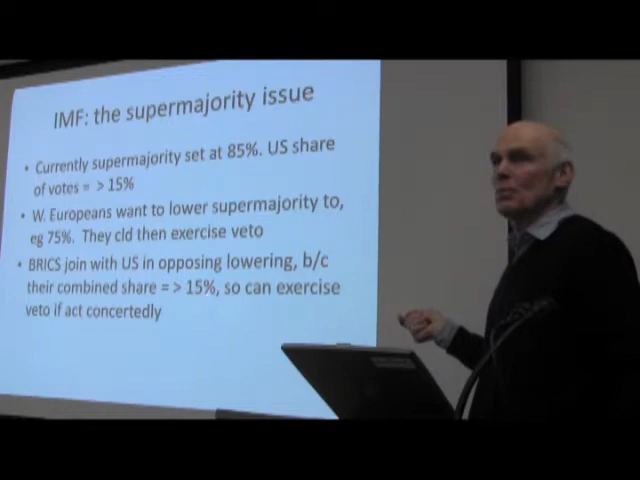 IMF: the supermajority issue
• Currently supermajority set at 85%. US share
of votes = > 15%
• W. Europeans want to lower supermajority to,
eg 75%. They cld then exercise veto
• BRICS join with US in opposing lowering, b/c
their combined share = > 15%, so can exercise
veto if act concertedly